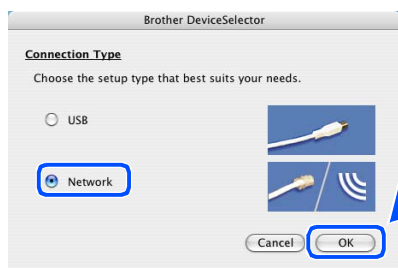 Brother DeviceSelector
Connection Type
Choose the setup type that best suits your needs.
USB
Network
Cancel OK